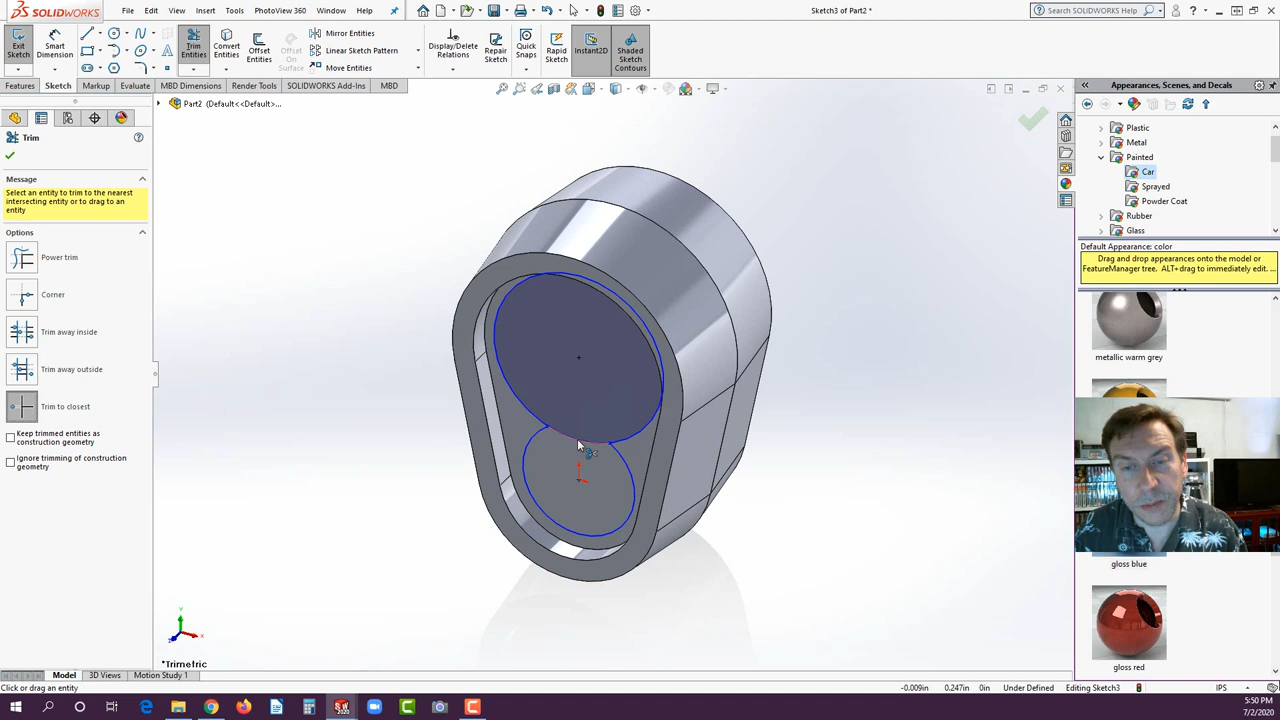 SOLIDWORKS
File Edit View Insert Tools PhotoView 360 Window Help
Sketch3 of Part2 *
Search SOLIDWORKS Help
Exit Sketch
Smart Dimension
Trim Entities
Convert Entities
Offset Entities
Offset On Surface
Mirror Entities
Linear Sketch Pattern
Move Entities
Display/Delete Relations
Repair Sketch
Quick Snaps
Rapid Sketch
Instant2D
Shaded Sketch Contours
Features Sketch Markup Evaluate MBD Dimensions Render Tools SOLIDWORKS Add-Ins MBD
Part2 (Default<<Default>...
Trim
Message
Select an entity to trim to the nearest
intersecting entity or to drag to an
entity
Options
Power trim
Corner
Trim away inside
Trim away outside
Trim to closest
Keep trimmed entities as
construction geometry
Ignore trimming of construction
geometry
Y
X
Z
*Trimetric
Appearances, Scenes, and Decals
Plastic
Metal
Painted
Car
Sprayed
Powder Coat
Rubber
Glass
Default Appearance: color
Drag and drop appearances onto the model or
FeatureManager tree. ALT+drag to immediately edit.
metallic warm grey
gloss blue
gloss red
Model 3D Views Motion Study 1
Click or drag an entity
-0.009in 0.247in 0in Under Defined Editing Sketch3 IPS
5:50 PM
7/2/2020